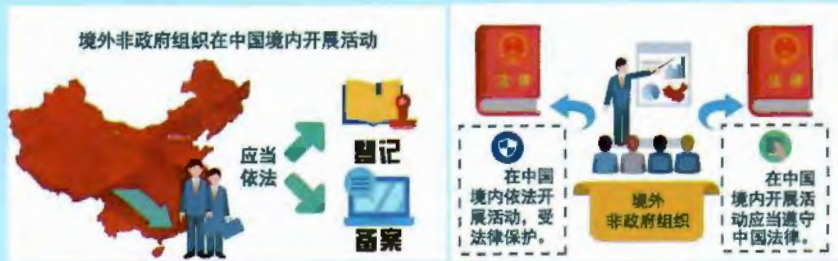 境外非政府组织在中国境内开展活动
应当
依法
登记
备案
法律
法律
在中国
境内依法开
展活动，受
法律保护。
境外
非政府组织
在中国
境内开展活
动应当遵守
中国法律。